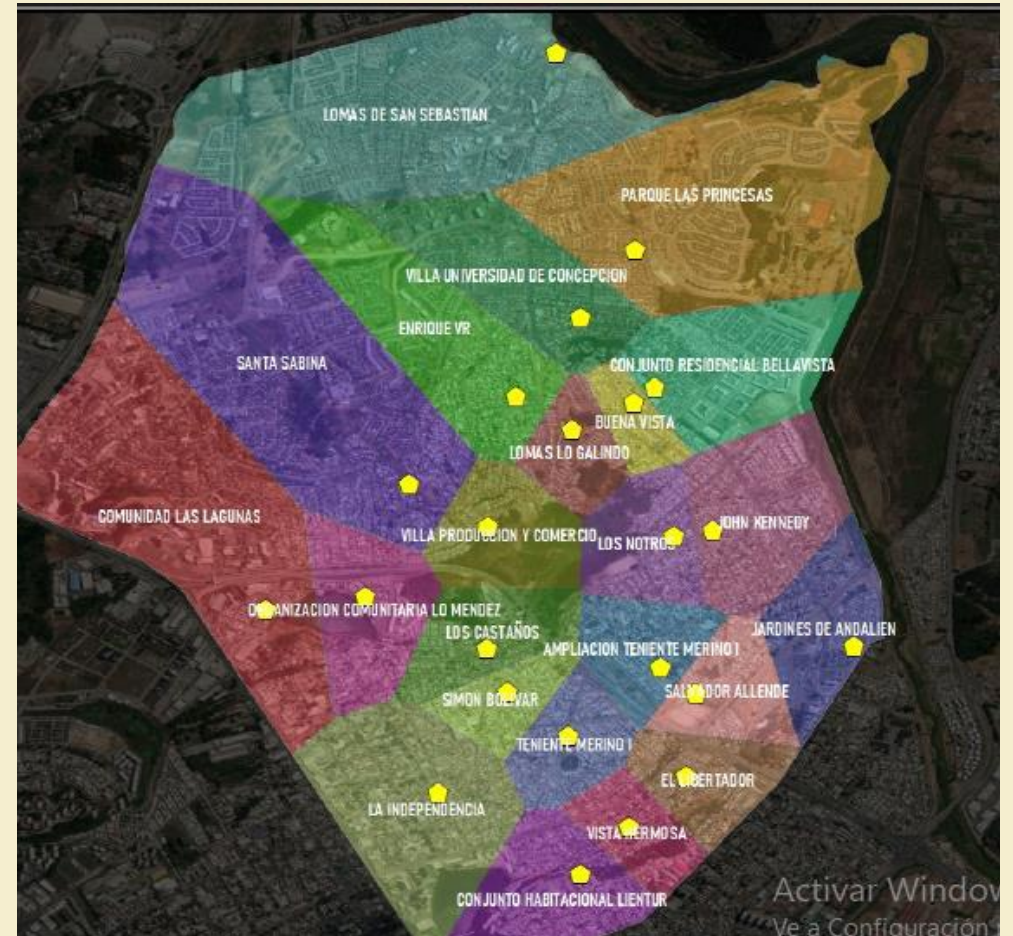 LOMAS DE SAN SEBASTIAN
PARQUE LAS PRINCESAS
VILLA UNIVERSIDAD DE CONCEPCION
ENRIQUE VR
SANTA SABINA
CONJUNTO RESIDENCIAL BELLAVISTA
BUENA VISTA
LOMAS LO GALINDO
COMUNIDAD LAS LAGUNAS
VILLA PRODUCCION Y COMERCIO
LOS NOTROS
JOHN KENNEDY
ORGANIZACION COMUNITARIA LO MENDEZ
LOS CASTAÑOS
JARDINES DE ANDALIEN
AMPLIACION TENIENTE MERINO I
SALVADOR ALLENDE
SIMON BOLIVAR
TENIENTE MERINO I
EL LIBERTADOR
LA INDEPENDENCIA
VISTA HERMOSA
CONJUNTO HABITACIONAL LIENTUR
Activar Window
Ve a Configuración